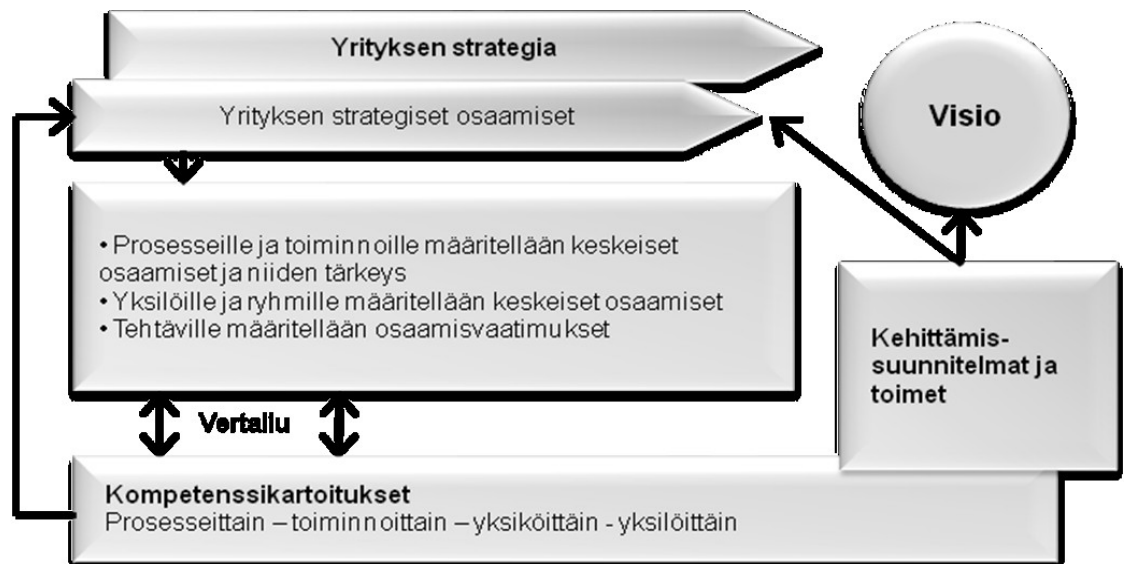 Yrityksen strategia
Yrityksen strategiset osaamiset
Visio
• Prosesseille ja toiminnoille määritellään keskeiset
osaamiset ja niiden tärkeys
• Yksilöille ja ryhmille määritellään keskeiset osaamiset
• Tehtäville määritellään osaamisvaatimukset
Kehittämis-
suunnitelmat ja
toimet
Vertailu
Kompetenssikartoitukset
Prosesseittain – toiminnoittain – yksiköittäin - yksilöittäin